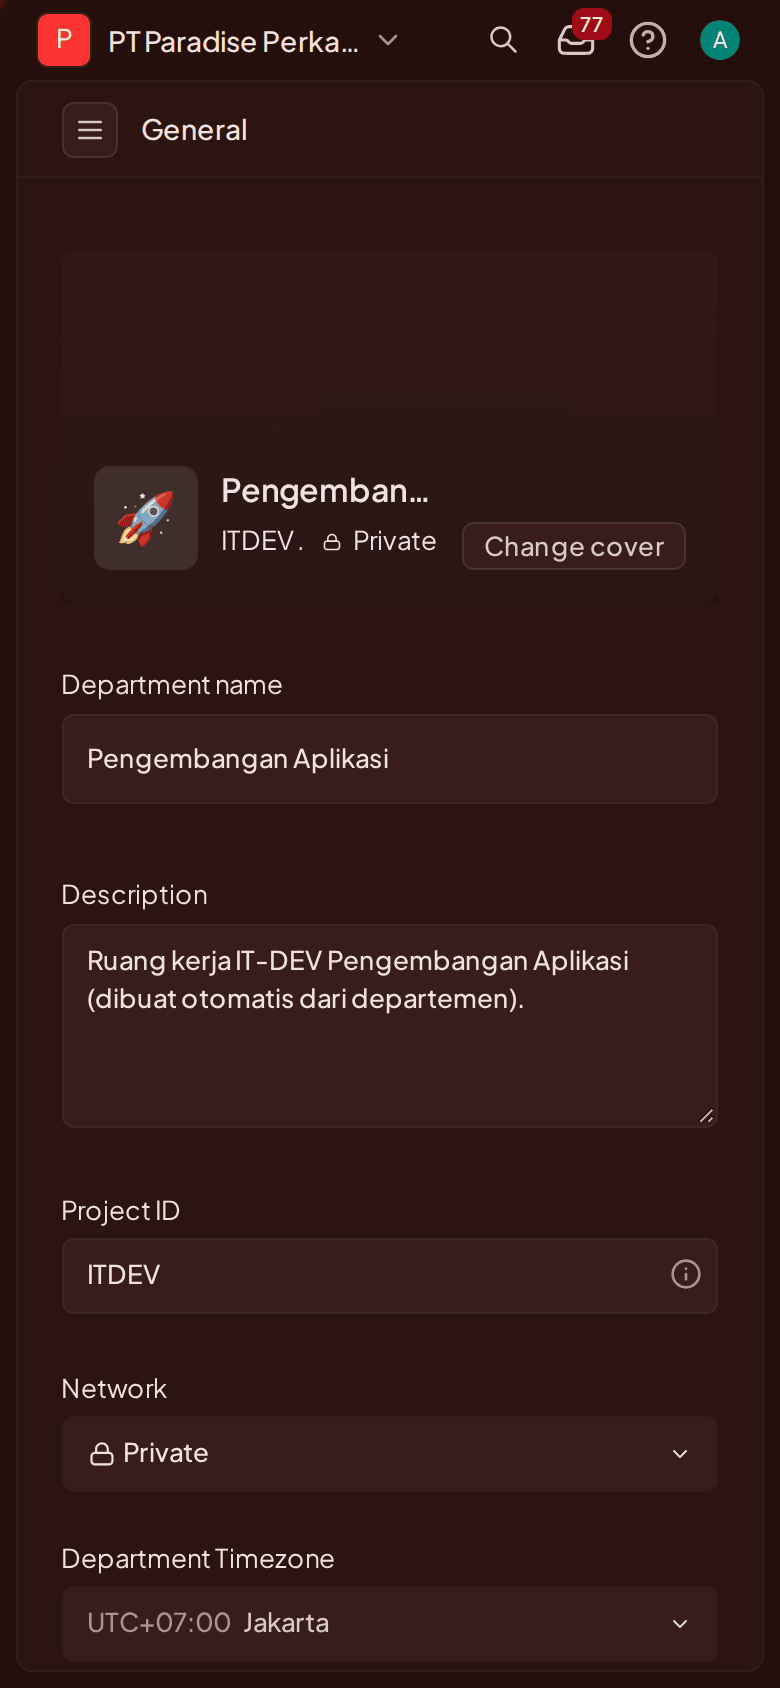 P
PT Paradise Perka...
77
A
General
Pengemban...
ITDEV . Private
Change cover
Department name
Pengembangan Aplikasi
Description
Ruang kerja IT-DEV Pengembangan Aplikasi
(dibuat otomatis dari departemen).
Project ID
ITDEV
Network
Private
Department Timezone
UTC+07:00 Jakarta